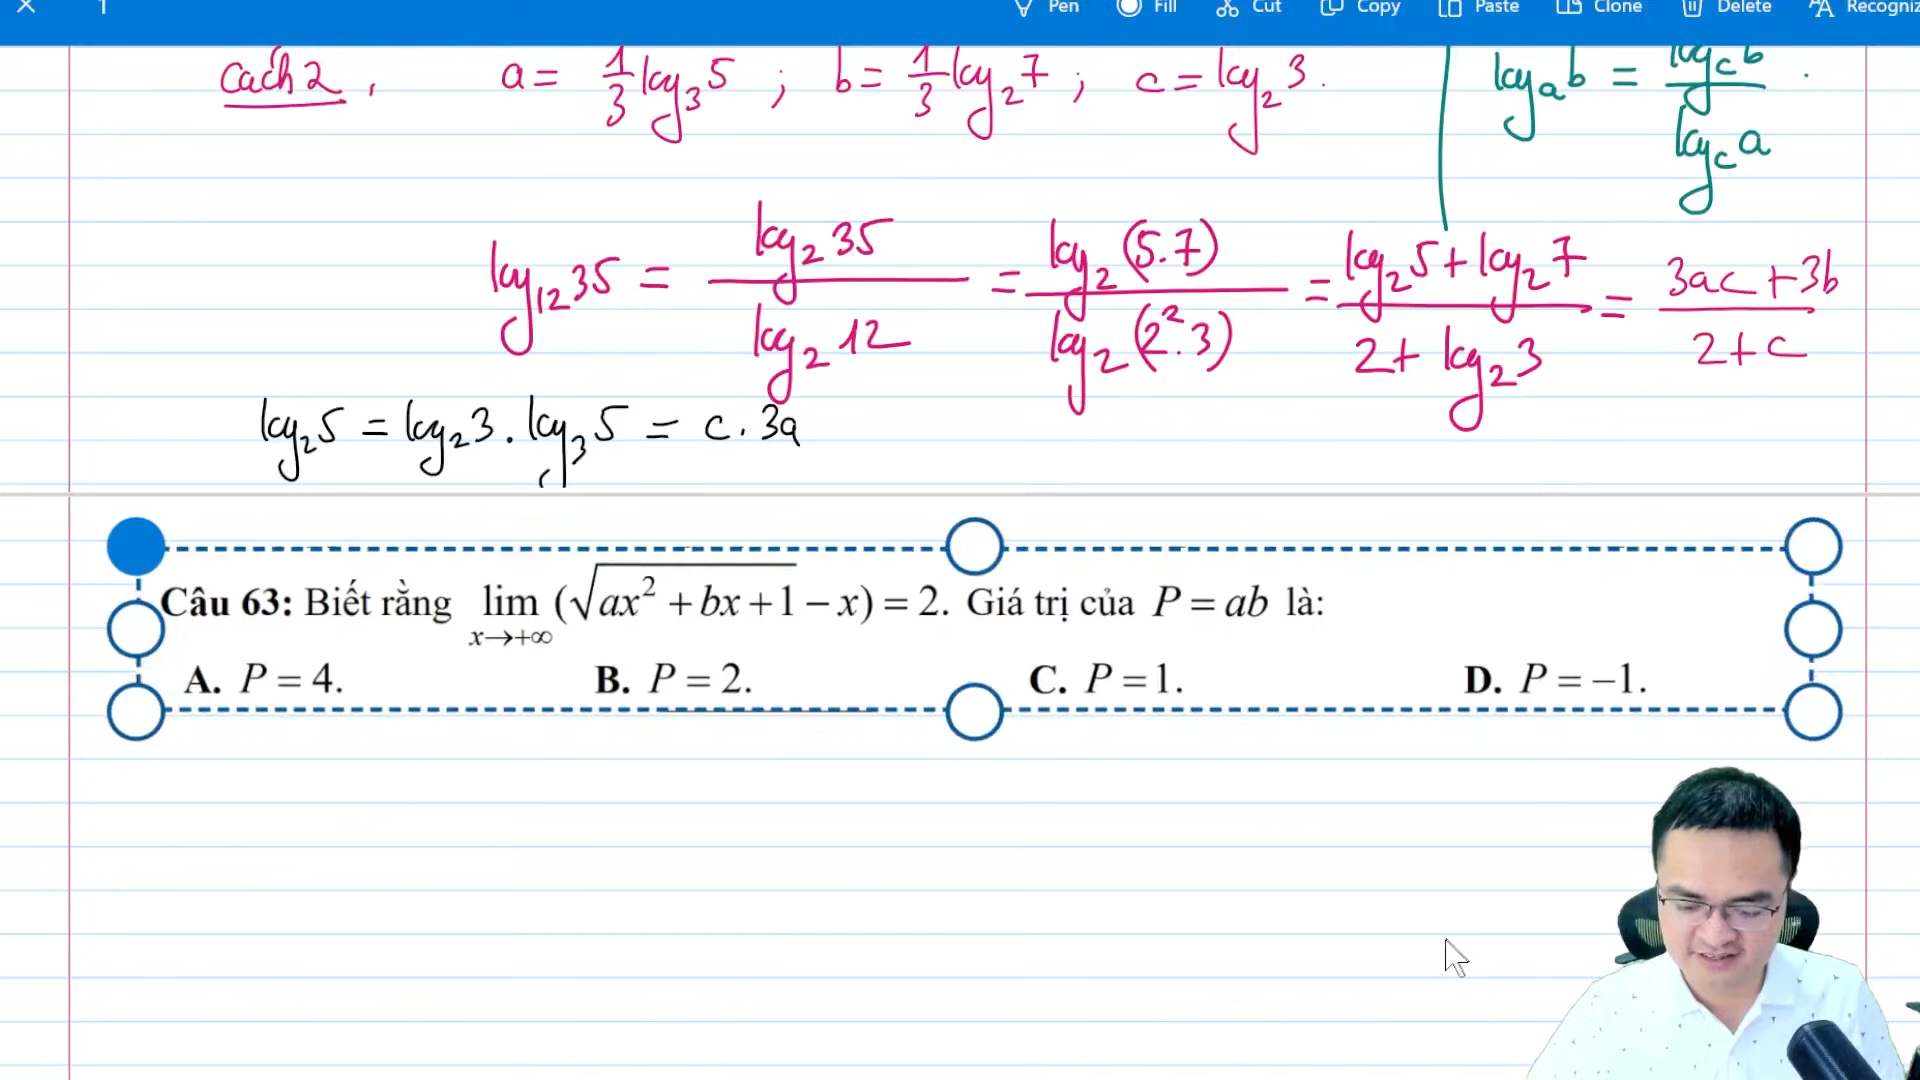 1 Pen Fill Cut Copy Paste Clone Delete Recogniz
Cách 2, a = 1/3 log_3 5 ; b = 1/3 log_2 7 ; c = log_2 3.
log_a b = log_c b / log_c a .
log_12 35 = log_2 35 / log_2 12 = log_2 (5.7) / log_2 (2^2.3) = (log_2 5 + log_2 7) / (2 + log_2 3) = (3ac + 3b) / (2 + c)
log_2 5 = log_2 3 . log_3 5 = c . 3a
Câu 63: Biết rằng lim_{x→+∞} (√(ax² + bx + 1) − x) = 2. Giá trị của P = ab là:
A. P = 4. B. P = 2. C. P = 1. D. P = −1.